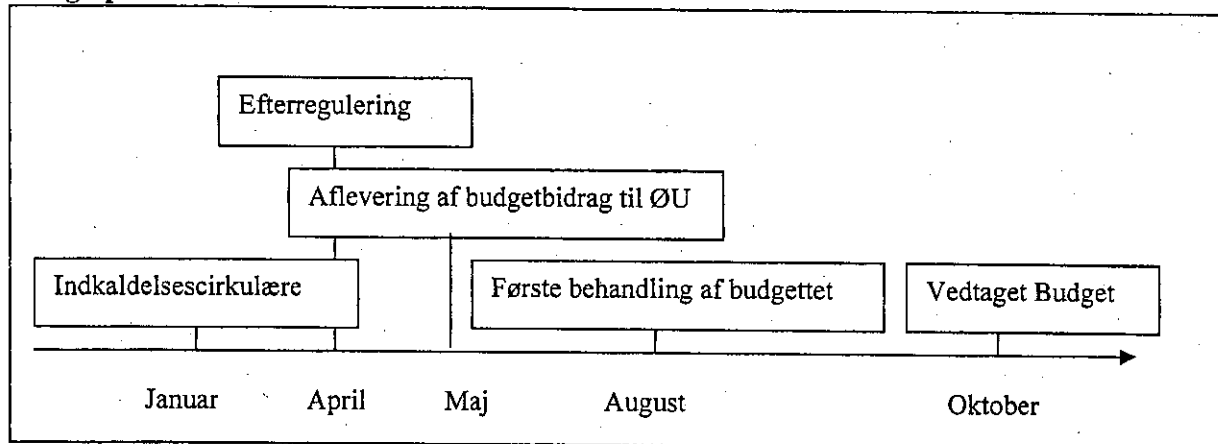 Efterregulering
Aflevering af budgetbidrag til ØU
Indkaldelsescirkulære
Første behandling af budgettet
Vedtaget Budget
Januar April Maj August Oktober